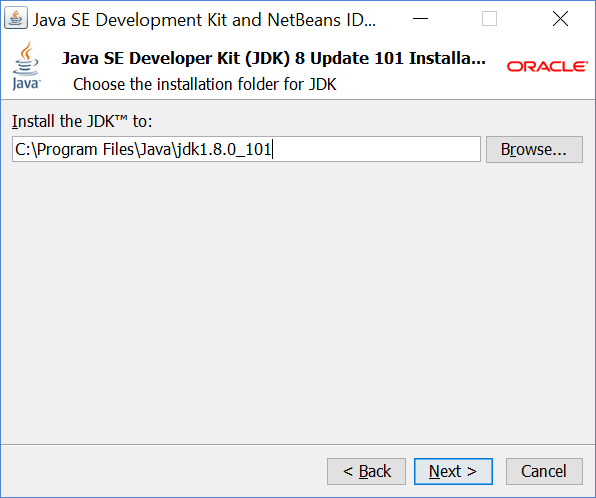 Java SE Development Kit and NetBeans ID...
Java SE Developer Kit (JDK) 8 Update 101 Installa...
Choose the installation folder for JDK
Java™
ORACLE®
Install the JDK™ to:
C:\Program Files\Java\jdk1.8.0_101
Browse...
< Back
Next >
Cancel